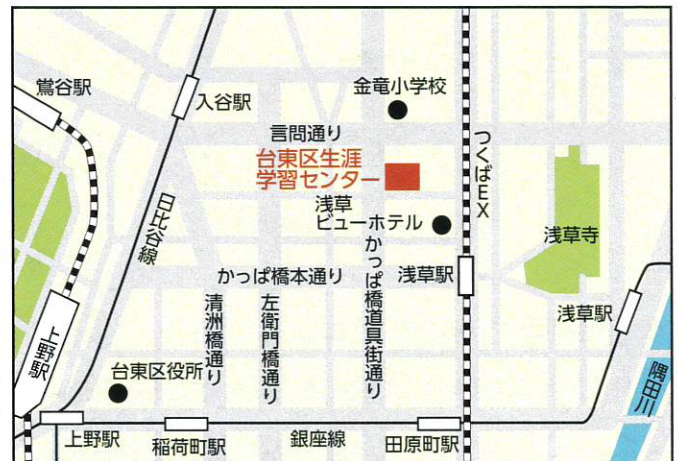 鶯谷駅
入谷駅
金竜小学校
言問通り
台東区生涯
学習センター
つくばEX
日比谷線
浅草
ビューホテル
浅草寺
かっぱ橋本通り
かっぱ橋道具街通り
浅草駅
清洲橋通り
左衛門橋通り
浅草駅
上野駅
台東区役所
隅田川
上野駅
稲荷町駅
銀座線
田原町駅